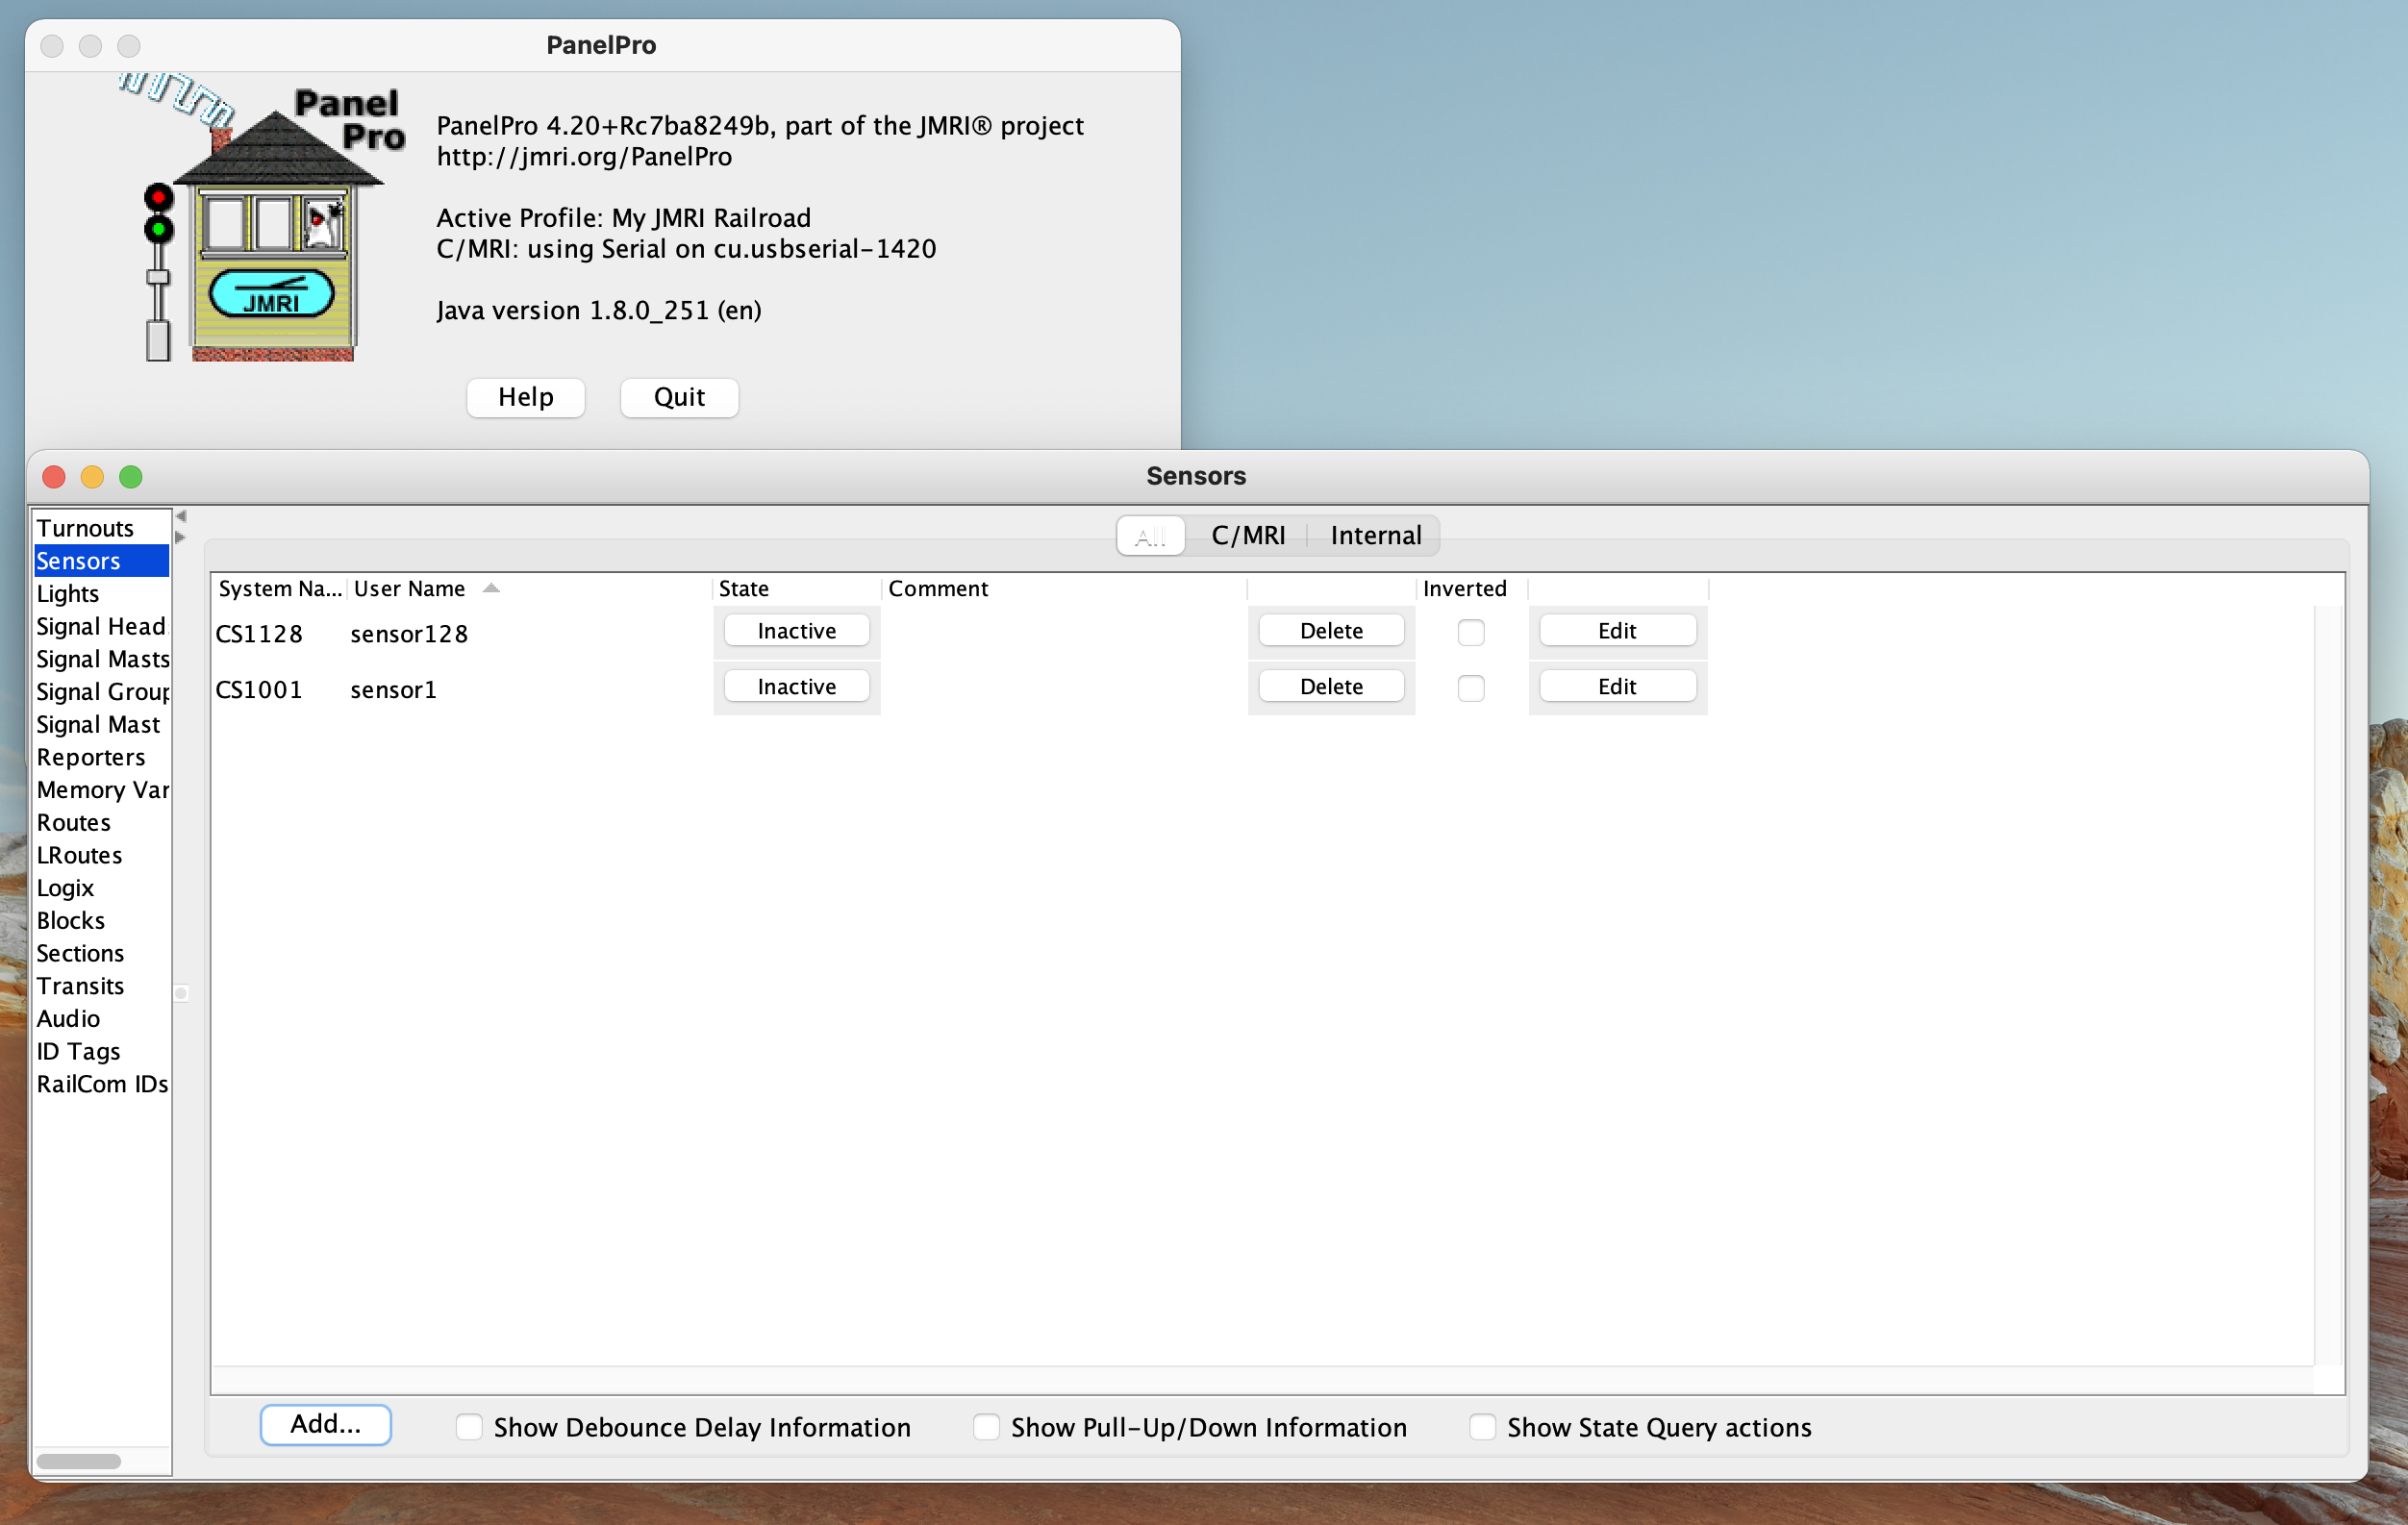 PanelPro
Panel
Pro
JMRI
PanelPro 4.20+Rc7ba8249b, part of the JMRI® project
http://jmri.org/PanelPro
Active Profile: My JMRI Railroad
C/MRI: using Serial on cu.usbserial-1420
Java version 1.8.0_251 (en)
Help Quit
Sensors
Turnouts
Sensors
Lights
Signal Head
Signal Masts
Signal Group
Signal Mast
Reporters
Memory Var
Routes
LRoutes
Logix
Blocks
Sections
Transits
Audio
ID Tags
RailCom IDs
All C/MRI Internal
System Na... User Name State Comment Inverted
CS1128 sensor128 Inactive Delete Edit
CS1001 sensor1 Inactive Delete Edit
Add... Show Debounce Delay Information Show Pull-Up/Down Information Show State Query actions